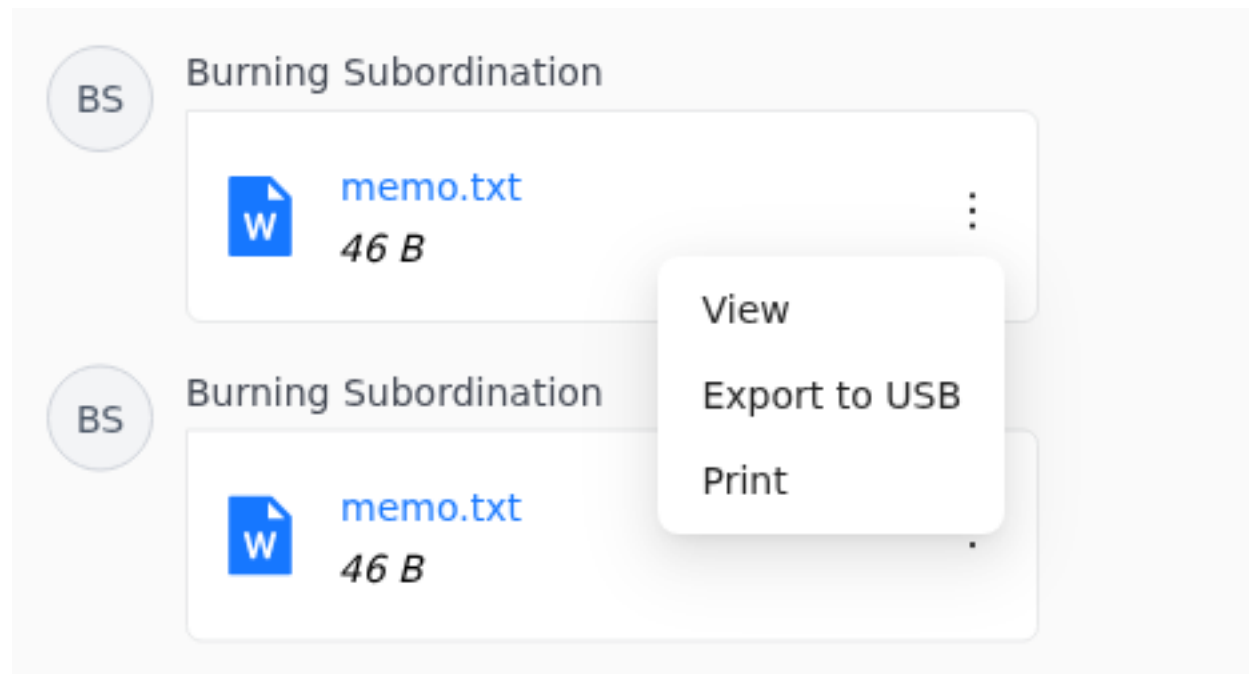 BS
Burning Subordination
W
memo.txt
46 B
View
Export to USB
Print
BS
Burning Subordination
W
memo.txt
46 B